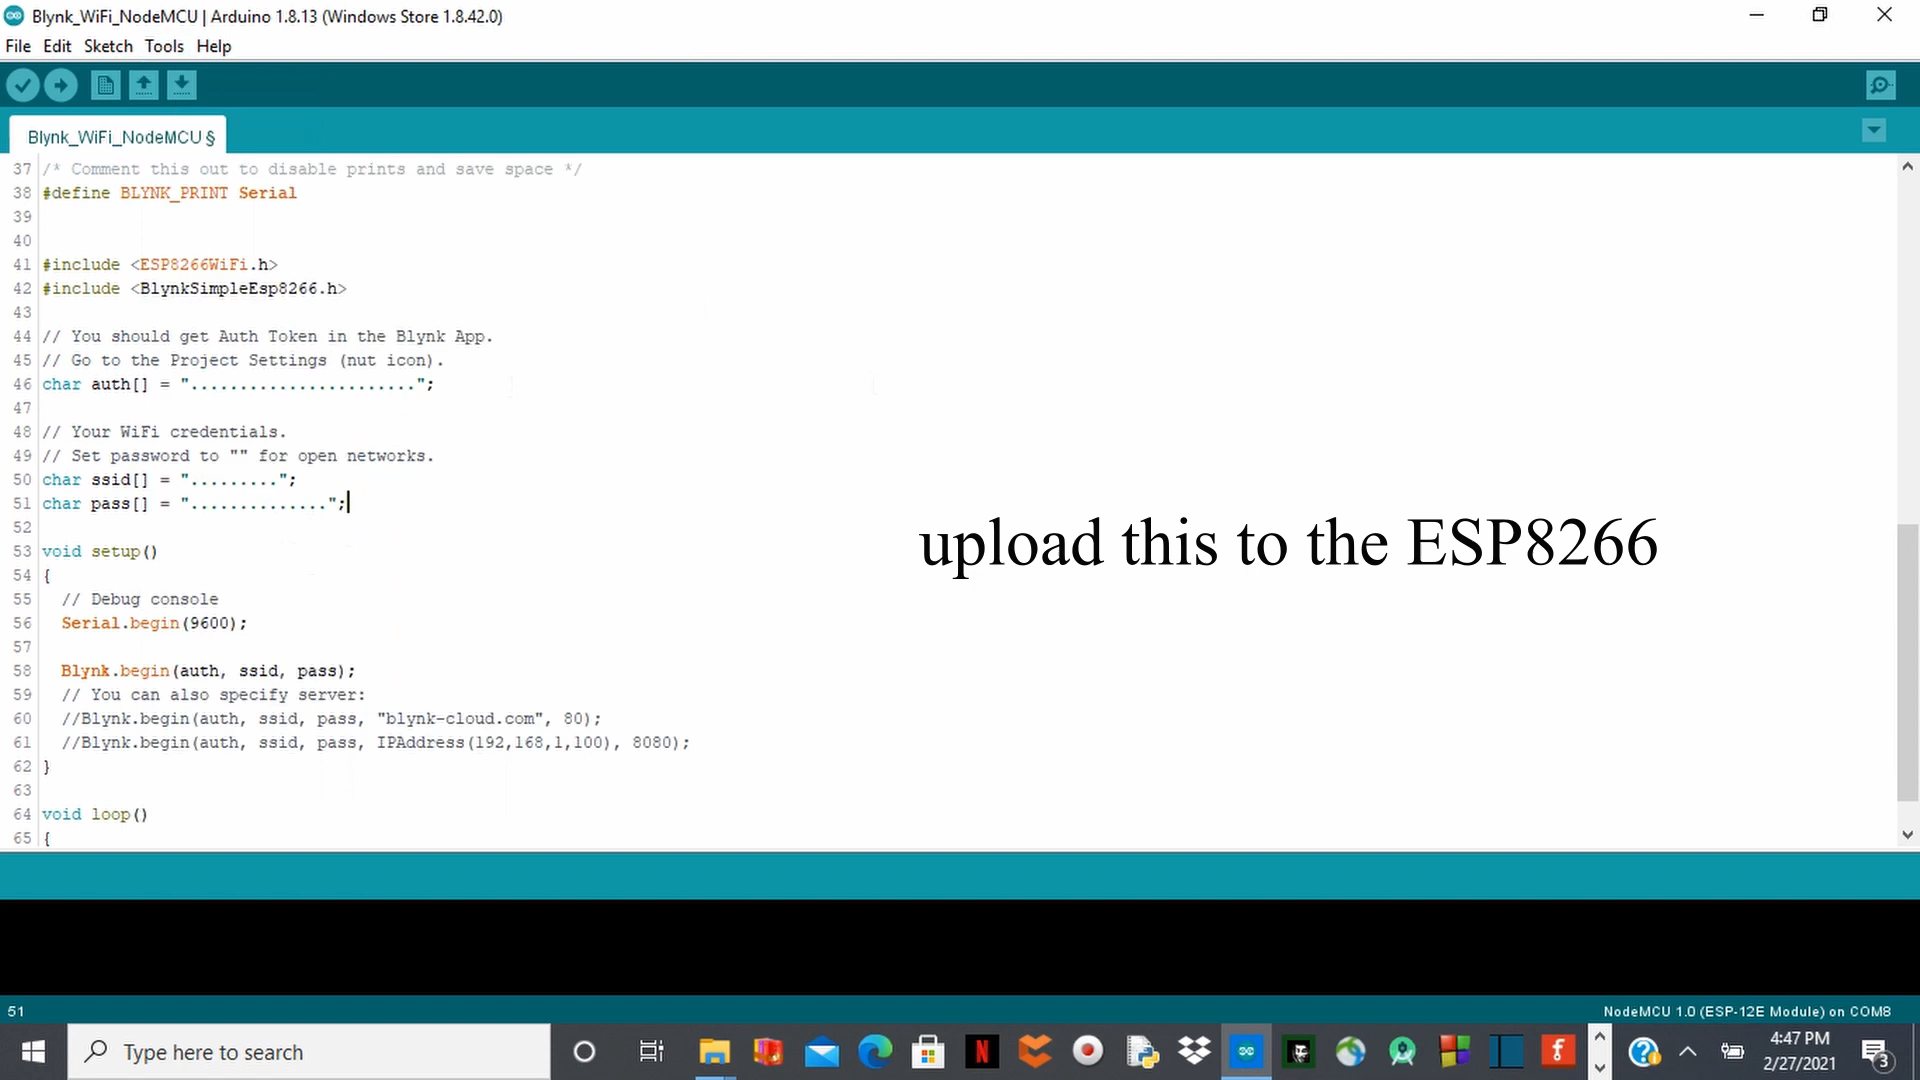 Blynk_WiFi_NodeMCU | Arduino 1.8.13 (Windows Store 1.8.42.0)
File Edit Sketch Tools Help
Blynk_WiFi_NodeMCU §
37 /* Comment this out to disable prints and save space */
38 #define BLYNK_PRINT Serial
39
40
41 #include <ESP8266WiFi.h>
42 #include <BlynkSimpleEsp8266.h>
43
44 // You should get Auth Token in the Blynk App.
45 // Go to the Project Settings (nut icon).
46 char auth[] = ".......................";
47
48 // Your WiFi credentials.
49 // Set password to "" for open networks.
50 char ssid[] = ".........";
51 char pass[] = "..............";
52
53 void setup()
54 {
55 // Debug console
56 Serial.begin(9600);
57
58 Blynk.begin(auth, ssid, pass);
59 // You can also specify server:
60 //Blynk.begin(auth, ssid, pass, "blynk-cloud.com", 80);
61 //Blynk.begin(auth, ssid, pass, IPAddress(192,168,1,100), 8080);
62 }
63
64 void loop()
65 {
upload this to the ESP8266
51
NodeMCU 1.0 (ESP-12E Module) on COM8
Type here to search
4:47 PM
2/27/2021
3